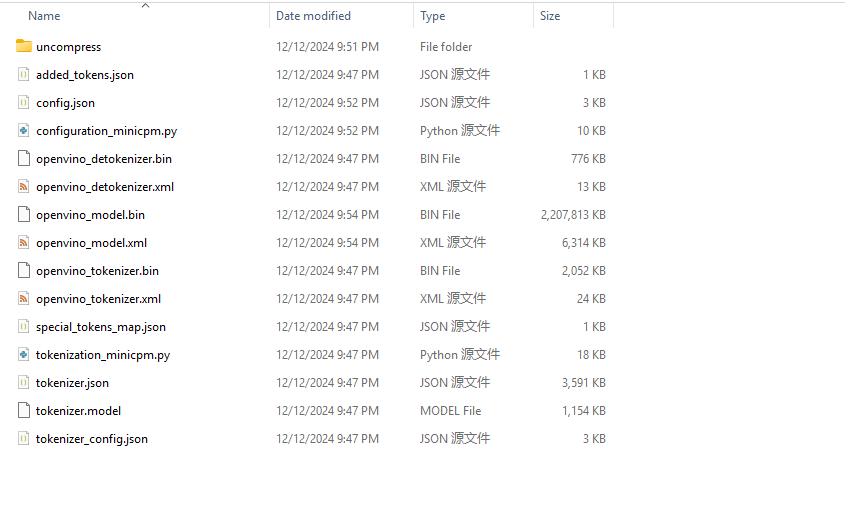 Name Date modified Type Size
uncompress 12/12/2024 9:51 PM File folder
added_tokens.json 12/12/2024 9:47 PM JSON 源文件 1 KB
config.json 12/12/2024 9:52 PM JSON 源文件 3 KB
configuration_minicpm.py 12/12/2024 9:52 PM Python 源文件 10 KB
openvino_detokenizer.bin 12/12/2024 9:47 PM BIN File 776 KB
openvino_detokenizer.xml 12/12/2024 9:47 PM XML 源文件 13 KB
openvino_model.bin 12/12/2024 9:54 PM BIN File 2,207,813 KB
openvino_model.xml 12/12/2024 9:54 PM XML 源文件 6,314 KB
openvino_tokenizer.bin 12/12/2024 9:47 PM BIN File 2,052 KB
openvino_tokenizer.xml 12/12/2024 9:47 PM XML 源文件 24 KB
special_tokens_map.json 12/12/2024 9:47 PM JSON 源文件 1 KB
tokenization_minicpm.py 12/12/2024 9:47 PM Python 源文件 18 KB
tokenizer.json 12/12/2024 9:47 PM JSON 源文件 3,591 KB
tokenizer.model 12/12/2024 9:47 PM MODEL File 1,154 KB
tokenizer_config.json 12/12/2024 9:47 PM JSON 源文件 3 KB